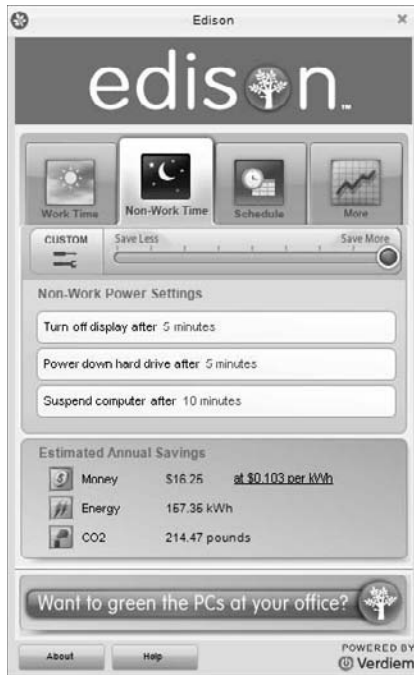 Edison
edison™
Work Time Non-Work Time Schedule More
CUSTOM Save Less Save More
Non-Work Power Settings
Turn off display after 5 minutes
Power down hard drive after 5 minutes
Suspend computer after 10 minutes
Estimated Annual Savings
Money $16.25 at $0.103 per kWh
Energy 157.35 kWh
CO2 214.47 pounds
Want to green the PCs at your office?
About Help POWERED BY
Verdiem